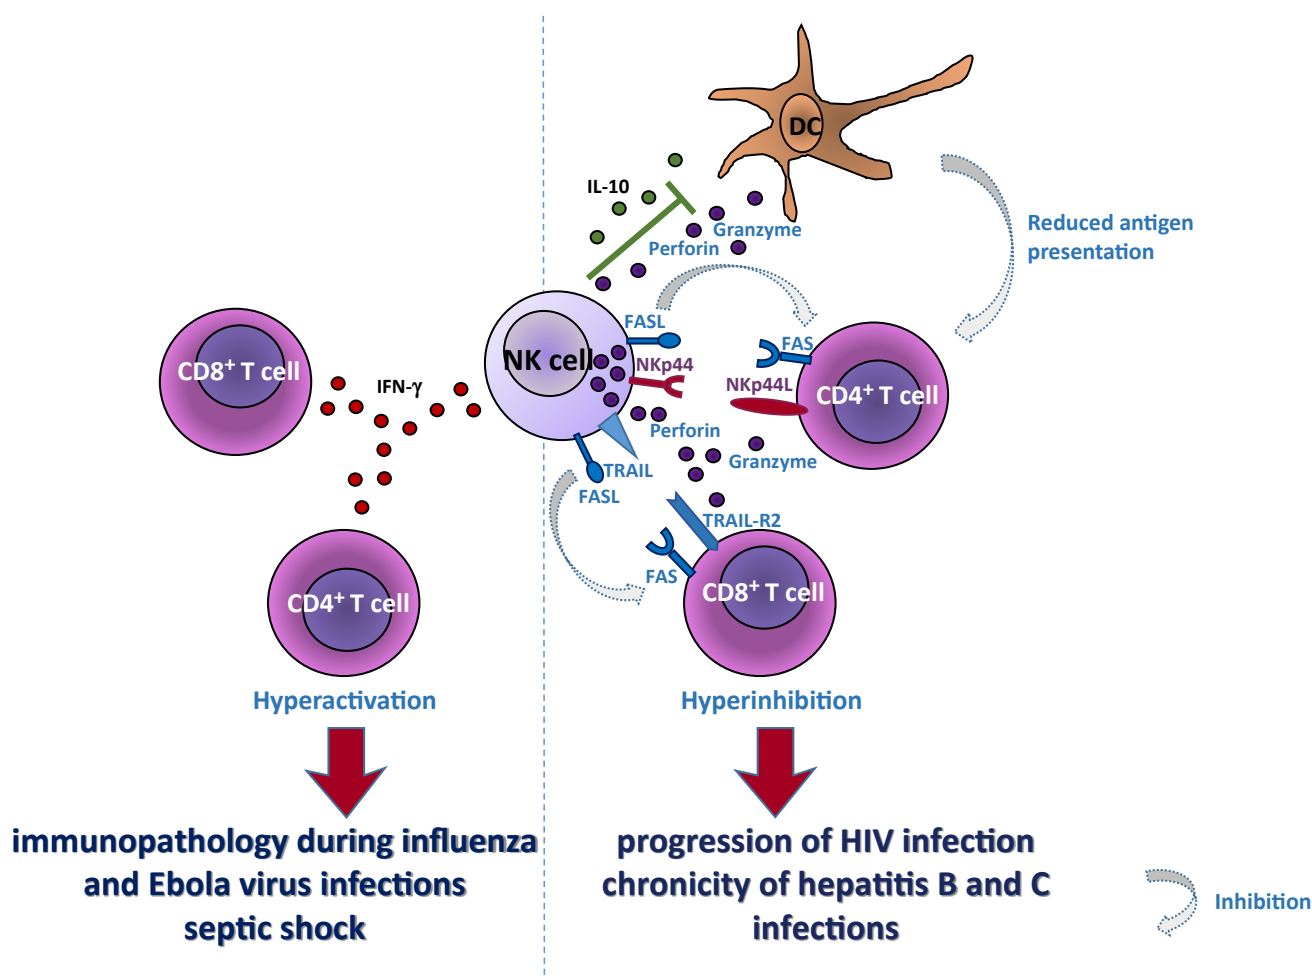 DC
IL-10
Granzyme
Perforin
Reduced antigen
presentation
FASL
FAS
NK cell
NKp44
NKp44L
CD8⁺ T cell
IFN-γ
CD4⁺ T cell
Perforin
Granzyme
TRAIL
FASL
TRAIL-R2
FAS
CD8⁺ T cell
CD4⁺ T cell
Hyperactivation
Hyperinhibition
immunopathology during influenza
and Ebola virus infections
septic shock
progression of HIV infection
chronicity of hepatitis B and C
infections
Inhibition